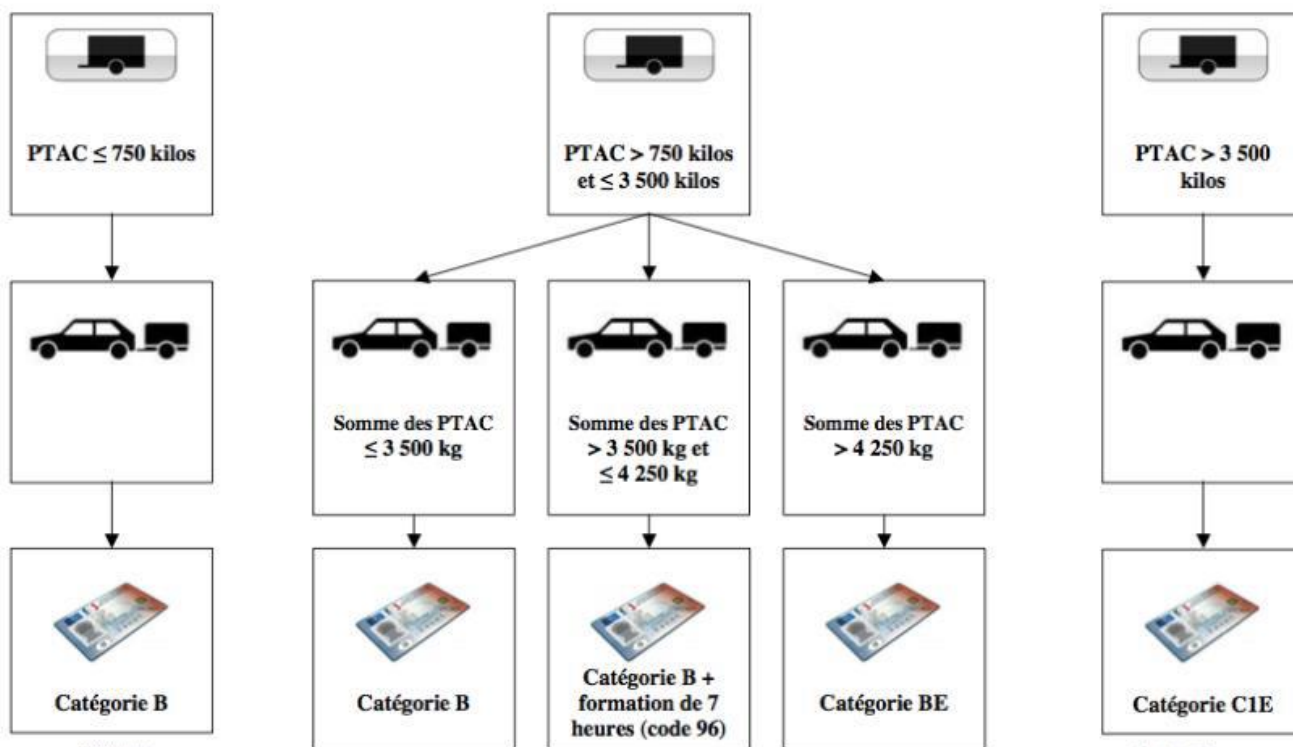 PTAC ≤ 750 kilos
PTAC > 750 kilos
et ≤ 3 500 kilos
PTAC > 3 500
kilos
Somme des PTAC
≤ 3 500 kg
Somme des PTAC
> 3 500 kg et
≤ 4 250 kg
Somme des PTAC
> 4 250 kg
Catégorie B
Catégorie B
Catégorie B +
formation de 7
heures (code 96)
Catégorie BE
Catégorie C1E